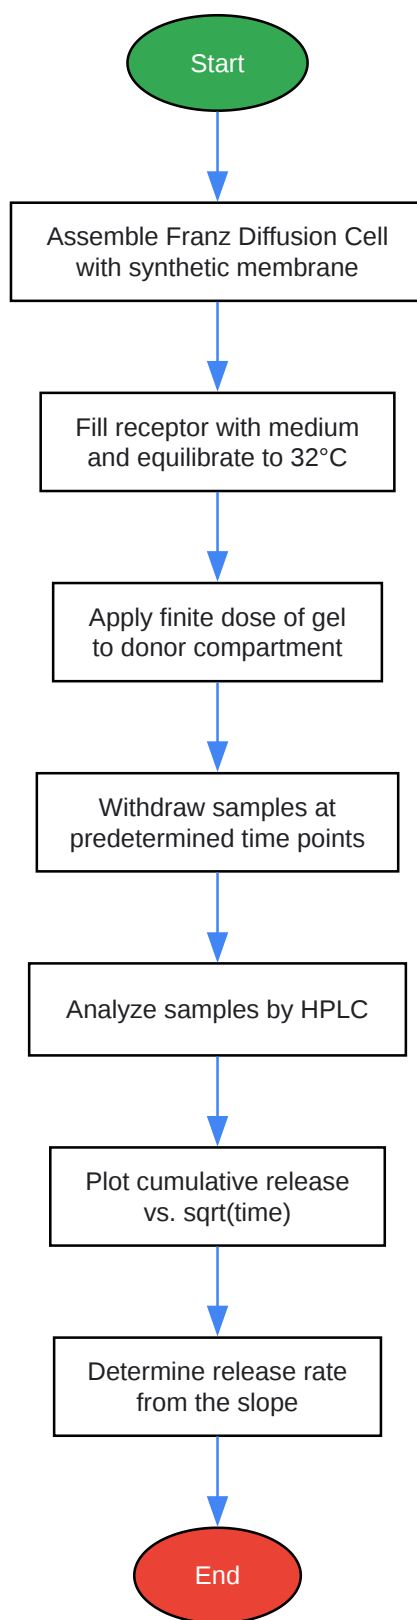 Start
Assemble Franz Diffusion Cell
with synthetic membrane
Fill receptor with medium
and equilibrate to 32°C
Apply finite dose of gel
to donor compartment
Withdraw samples at
predetermined time points
Analyze samples by HPLC
Plot cumulative release
vs. sqrt(time)
Determine release rate
from the slope
End